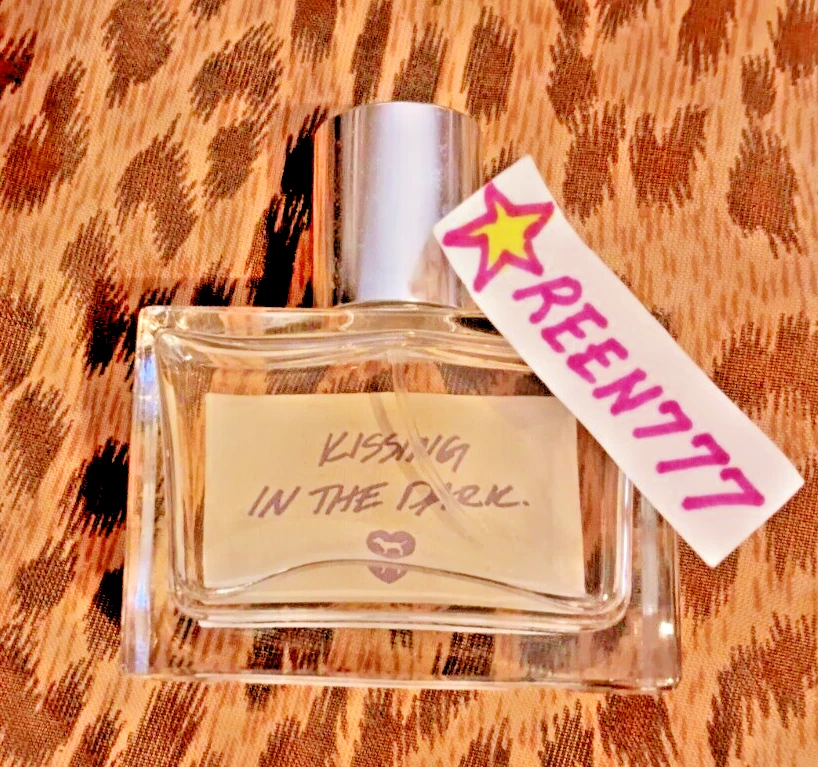 KISSING
IN THE DARK.
REEN777